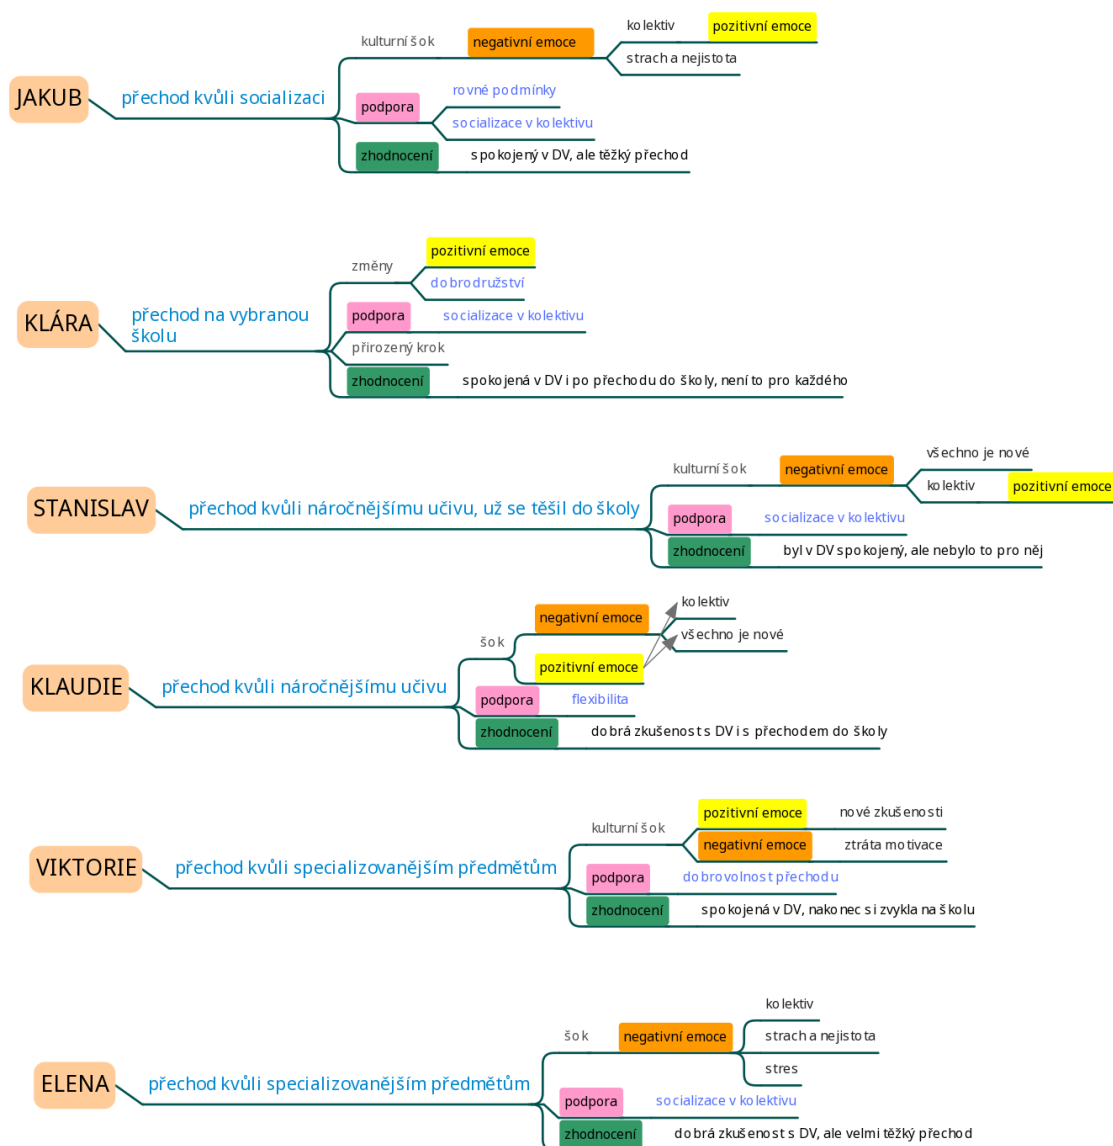 JAKUB
přechod kvůli socializaci
kulturní šok
negativní emoce
kolektiv
pozitivní emoce
strach a nejistota
podpora
rovné podmínky
socializace v kolektivu
zhodnocení
spokojený v DV, ale těžký přechod
KLÁRA
přechod na vybranou
školu
změny
pozitivní emoce
dobrodružství
podpora
socializace v kolektivu
přirozený krok
zhodnocení
spokojená v DV i po přechodu do školy, není to pro každého
STANISLAV
přechod kvůli náročnějšímu učivu, už se těšil do školy
kulturní šok
negativní emoce
všechno je nové
kolektiv
pozitivní emoce
podpora
socializace v kolektivu
zhodnocení
byl v DV spokojený, ale nebylo to pro něj
KLAUDIE
přechod kvůli náročnějšímu učivu
šok
negativní emoce
kolektiv
všechno je nové
pozitivní emoce
podpora
flexibilita
zhodnocení
dobrá zkušenost s DV i s přechodem do školy
VIKTORIE
přechod kvůli specializovanějším předmětům
kulturní šok
pozitivní emoce
nové zkušenosti
negativní emoce
ztráta motivace
podpora
dobrovolnost přechodu
zhodnocení
spokojená v DV, nakonec si zvykla na školu
ELENA
přechod kvůli specializovanějším předmětům
šok
negativní emoce
kolektiv
strach a nejistota
stres
podpora
socializace v kolektivu
zhodnocení
dobrá zkušenost s DV, ale velmi těžký přechod